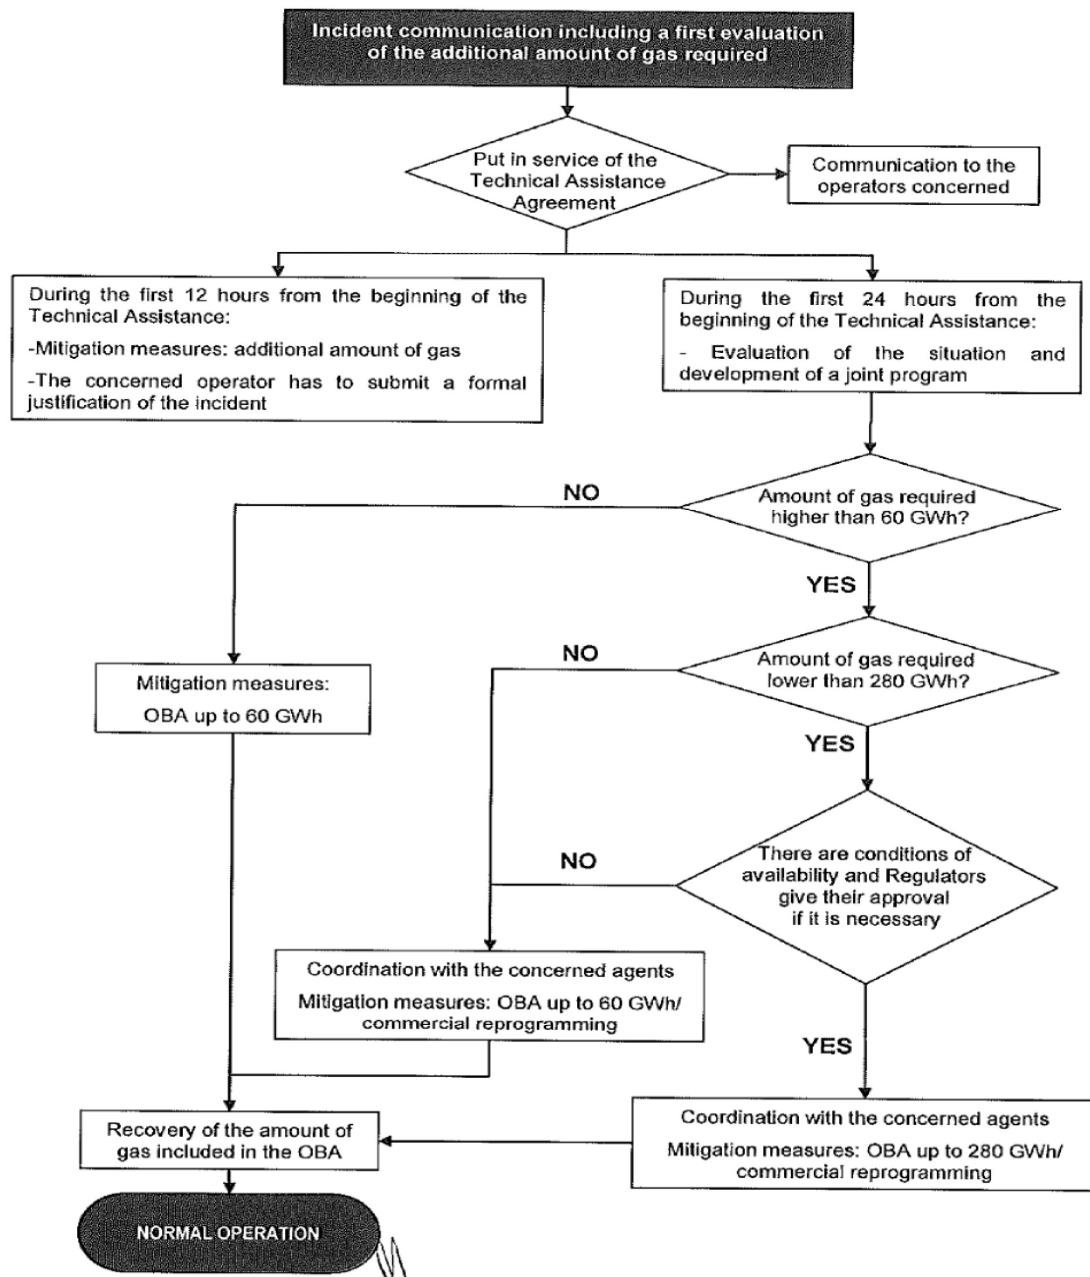 Incident communication including a first evaluation
of the additional amount of gas required
Put in service of the
Technical Assistance
Agreement
Communication to the
operators concerned
During the first 12 hours from the beginning of the
Technical Assistance:
-Mitigation measures: additional amount of gas
-The concerned operator has to submit a formal
justification of the incident
During the first 24 hours from the
beginning of the Technical Assistance:
- Evaluation of the situation and
development of a joint program
NO
Amount of gas required
higher than 60 GWh?
YES
NO
Amount of gas required
lower than 280 GWh?
Mitigation measures:
OBA up to 60 GWh
YES
NO
There are conditions of
availability and Regulators
give their approval
if it is necessary
Coordination with the concerned agents
Mitigation measures: OBA up to 60 GWh/
commercial reprogramming
YES
Recovery of the amount of
gas included in the OBA
Coordination with the concerned agents
Mitigation measures: OBA up to 280 GWh/
commercial reprogramming
NORMAL OPERATION